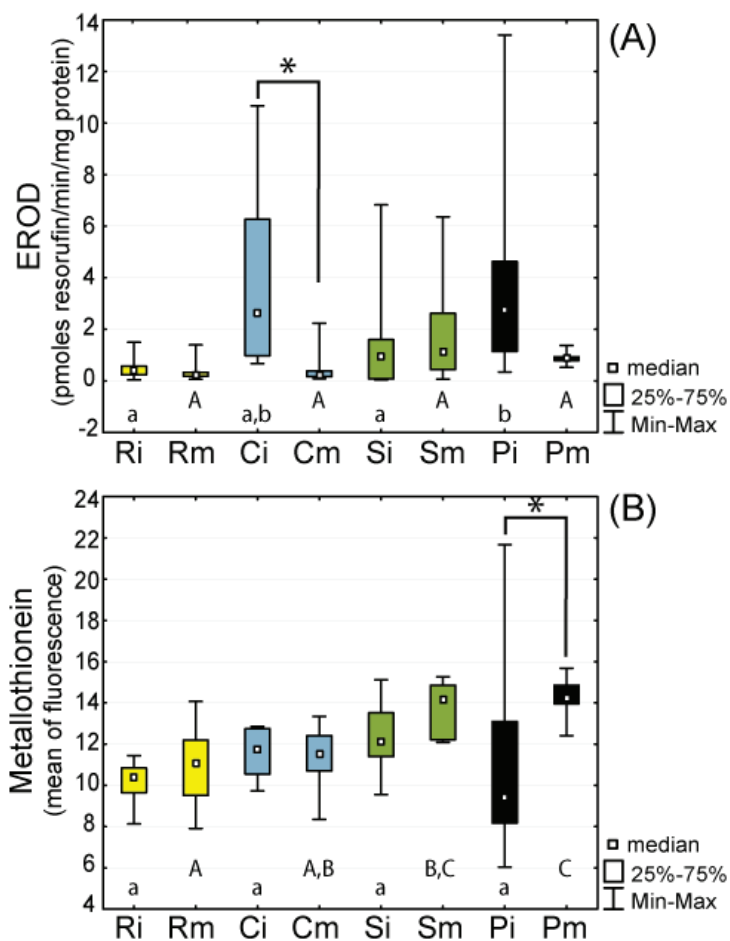 (A)
EROD
(pmoles resorufin/min/mg protein)
14
12
10
8
6
4
2
0
-2
*
a
A
a,b
A
a
A
b
A
Ri Rm Ci Cm Si Sm Pi Pm
median
25%-75%
Min-Max
(B)
Metallothionein
(mean of fluorescence)
24
22
20
18
16
14
12
10
8
6
4
*
a
A
a
A,B
a
B,C
a
C
Ri Rm Ci Cm Si Sm Pi Pm
median
25%-75%
Min-Max